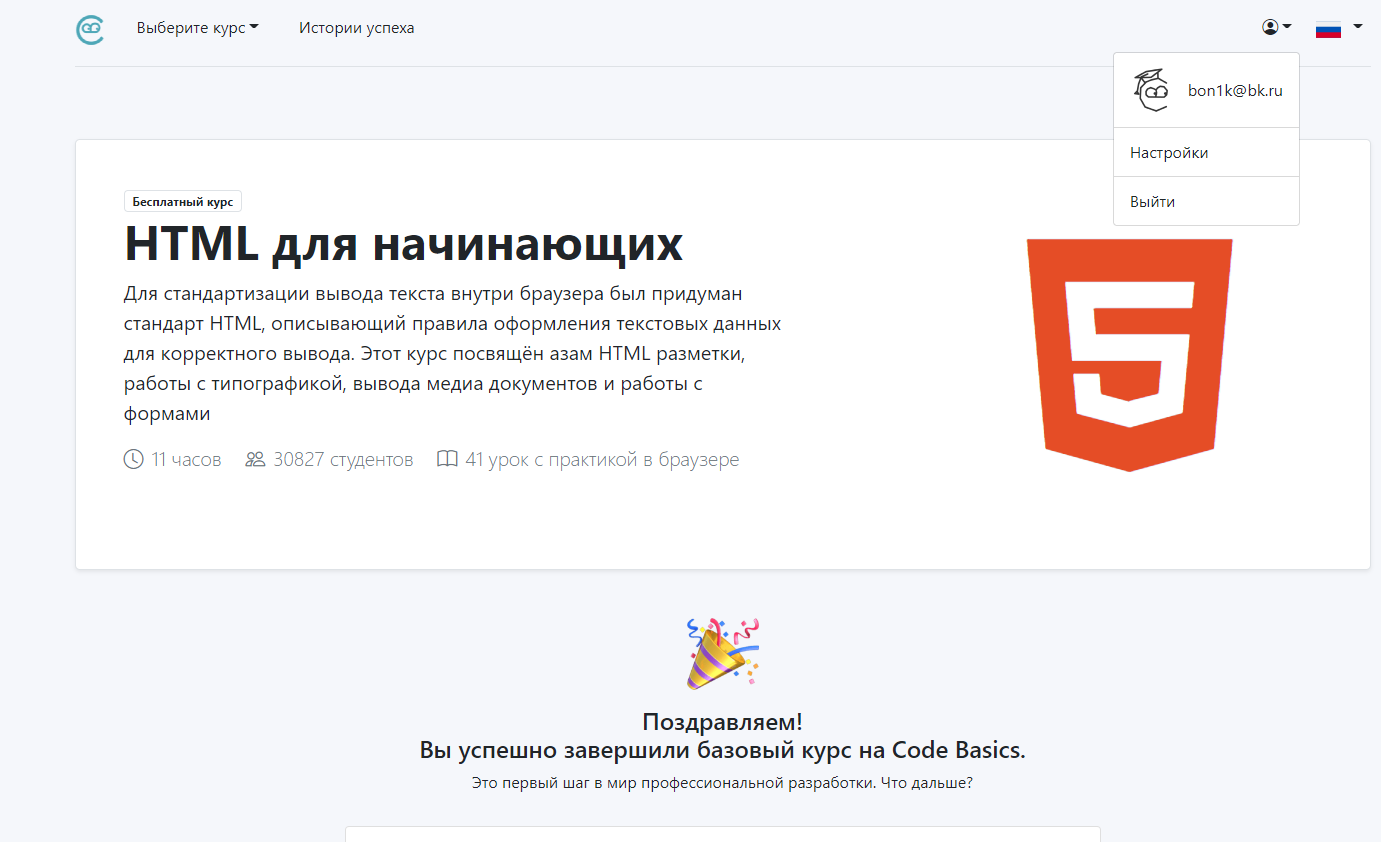 Выберите курс
Истории успеха
bon1k@bk.ru
Настройки
Выйти
Бесплатный курс
HTML для начинающих
Для стандартизации вывода текста внутри браузера был придуман
стандарт HTML, описывающий правила оформления текстовых данных
для корректного вывода. Этот курс посвящён азам HTML разметки,
работы с типографикой, вывода медиа документов и работы с
формами
11 часов
30827 студентов
41 урок с практикой в браузере
Поздравляем!
Вы успешно завершили базовый курс на Code Basics.
Это первый шаг в мир профессиональной разработки. Что дальше?